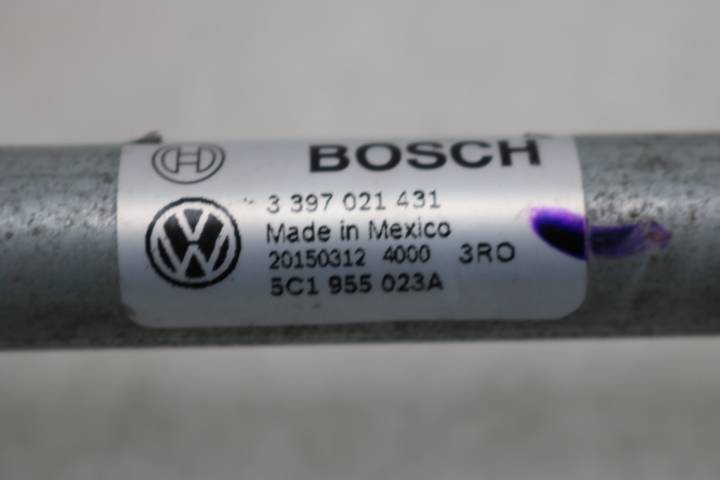 BOSCH
3 397 021 431
Made in Mexico
20150312 4000 3RO
5C1 955 023A